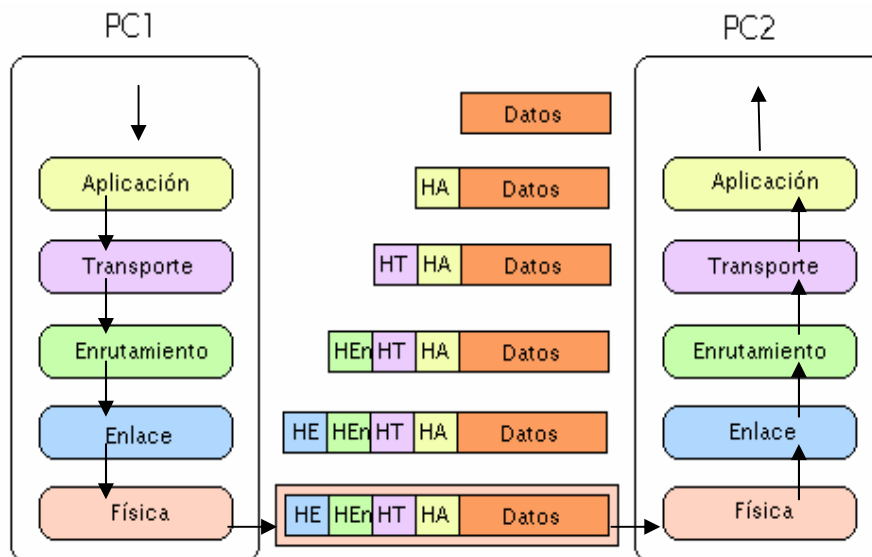 PC1
PC2
Datos
Aplicación
HA Datos
Aplicación
Transporte
HT HA Datos
Transporte
Enrutamiento
HEn HT HA Datos
Enrutamiento
Enlace
HE HEn HT HA Datos
Enlace
Física
HE HEn HT HA Datos
Física